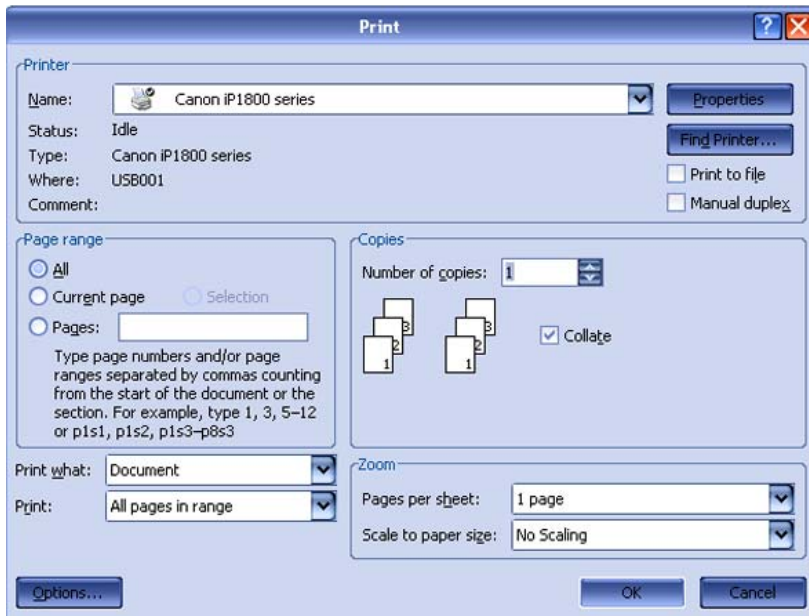 Print
Printer
Name: Canon iP1800 series Properties
Status: Idle Find Printer...
Type: Canon iP1800 series
Where: USB001 Print to file
Comment: Manual duplex
Page range
All
Current page Selection
Pages:
Type page numbers and/or page
ranges separated by commas counting
from the start of the document or the
section. For example, type 1, 3, 5–12
or p1s1, p1s2, p1s3–p8s3
Copies
Number of copies: 1
3 3
2 2
1 1
Collate
Print what: Document
Print: All pages in range
Zoom
Pages per sheet: 1 page
Scale to paper size: No Scaling
Options... OK Cancel